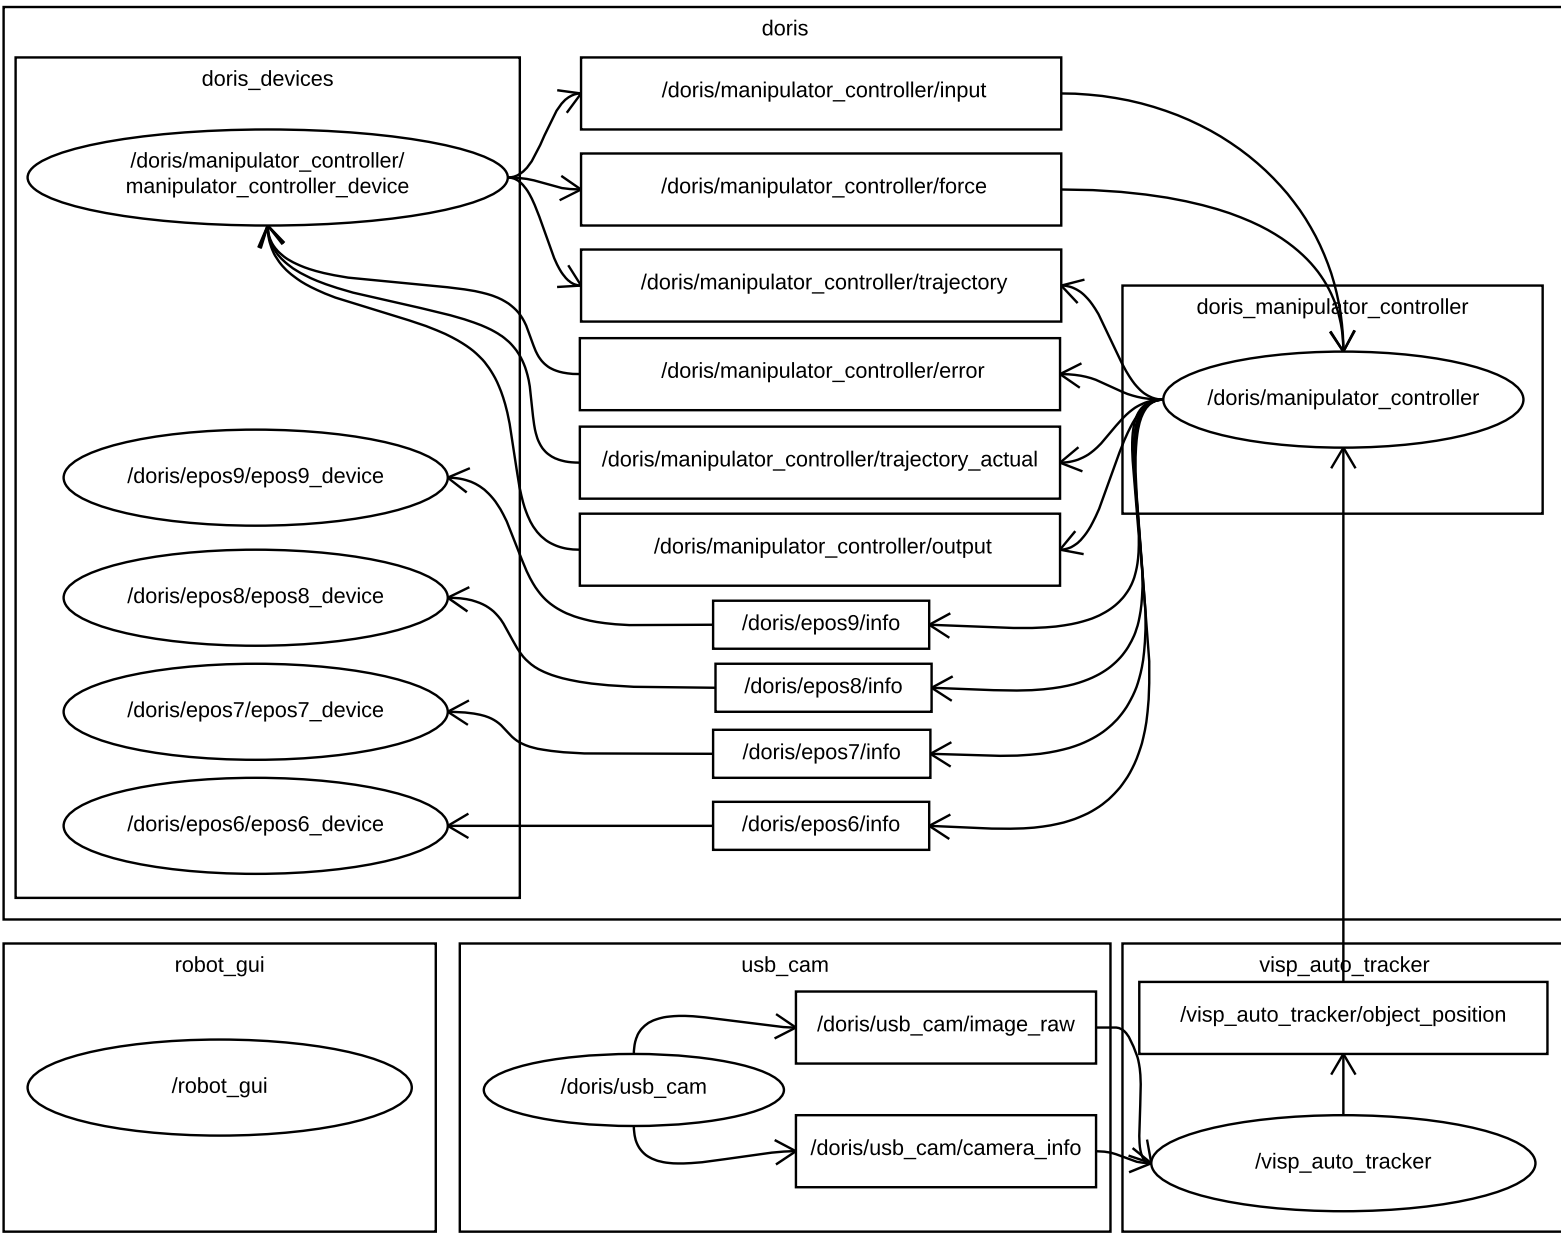 doris
doris_devices
/doris/manipulator_controller/
manipulator_controller_device
/doris/epos9/epos9_device
/doris/epos8/epos8_device
/doris/epos7/epos7_device
/doris/epos6/epos6_device
/doris/manipulator_controller/input
/doris/manipulator_controller/force
/doris/manipulator_controller/trajectory
/doris/manipulator_controller/error
/doris/manipulator_controller/trajectory_actual
/doris/manipulator_controller/output
/doris/epos9/info
/doris/epos8/info
/doris/epos7/info
/doris/epos6/info
doris_manipulator_controller
/doris/manipulator_controller
robot_gui
/robot_gui
usb_cam
/doris/usb_cam
/doris/usb_cam/image_raw
/doris/usb_cam/camera_info
visp_auto_tracker
/visp_auto_tracker/object_position
/visp_auto_tracker